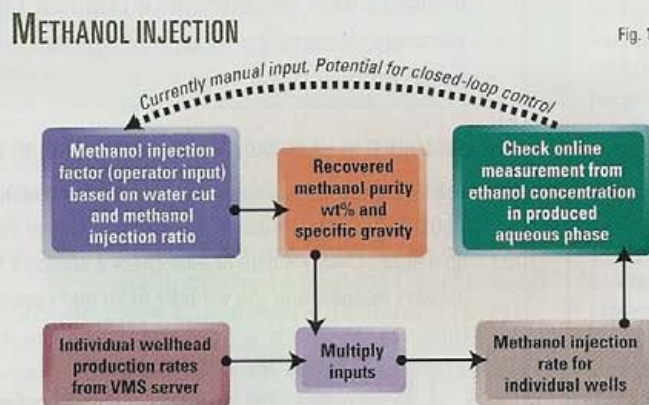 METHANOL INJECTION
Fig. 1
Currently manual input. Potential for closed-loop control
Methanol injection
factor (operator input)
based on water cut
and methanol
injection ratio
Recovered
methanol purity
wt% and
specific gravity
Check online
measurement from
ethanol concentration
in produced
aqueous phase
Individual wellhead
production rates
from VMS server
Multiply
inputs
Methanol injection
rate for
individual wells